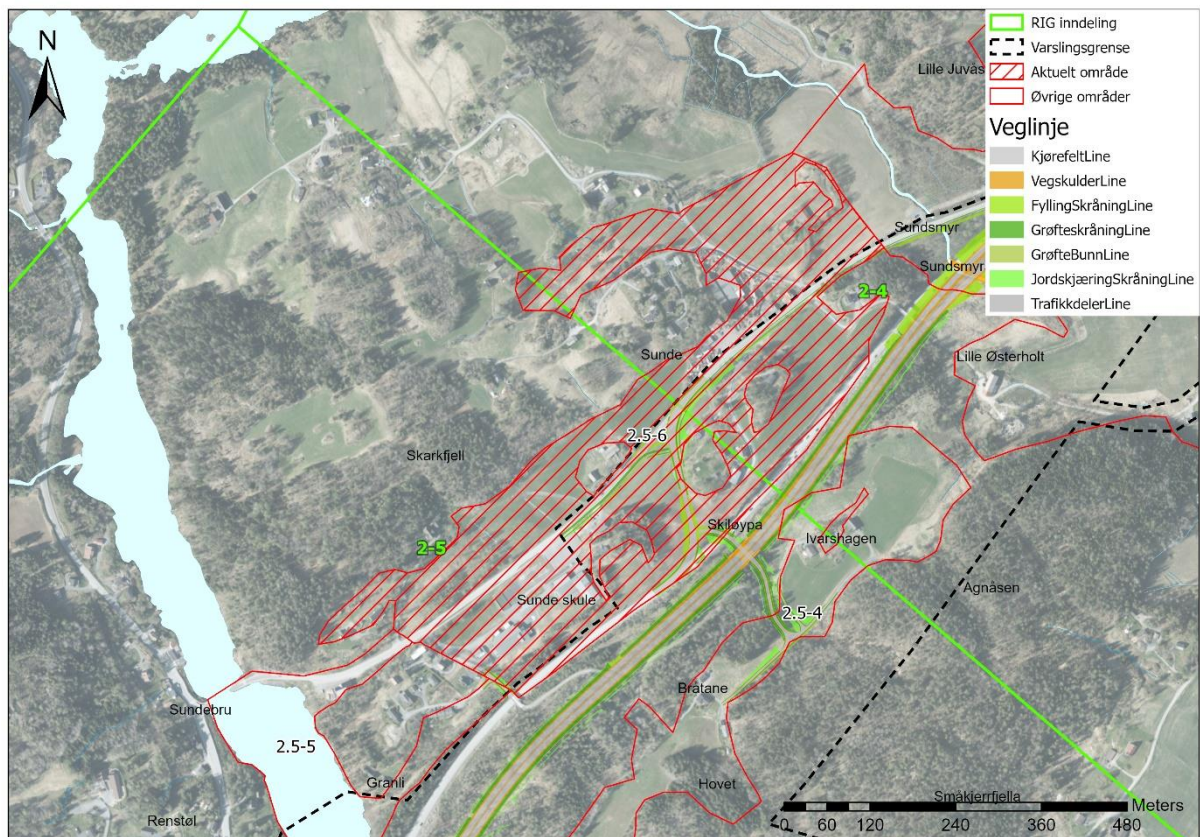 N
RIG inndeling
Varslingsgrense
Aktuelt område
Øvrige områder
Veglinje
KjørefeltLine
VegskulderLine
FyllingSkråningLine
GrøfteskråningLine
GrøfteBunnLine
JordskjæringSkråningLine
TrafikkdelerLine
Lille Juvas
Sundsmyr
Sundsmyr
2-4
Sunde
Lille Østerholt
2.5-6
Skarkfjell
Skiløypa
Ivarshagen
2-5
Agnåsen
Sunde skule
2.5-4
Bråtane
Sundebru
2.5-5
Granli
Hovet
Småkjerrfjella
Renstøl
Meters
0 60 120 240 360 480